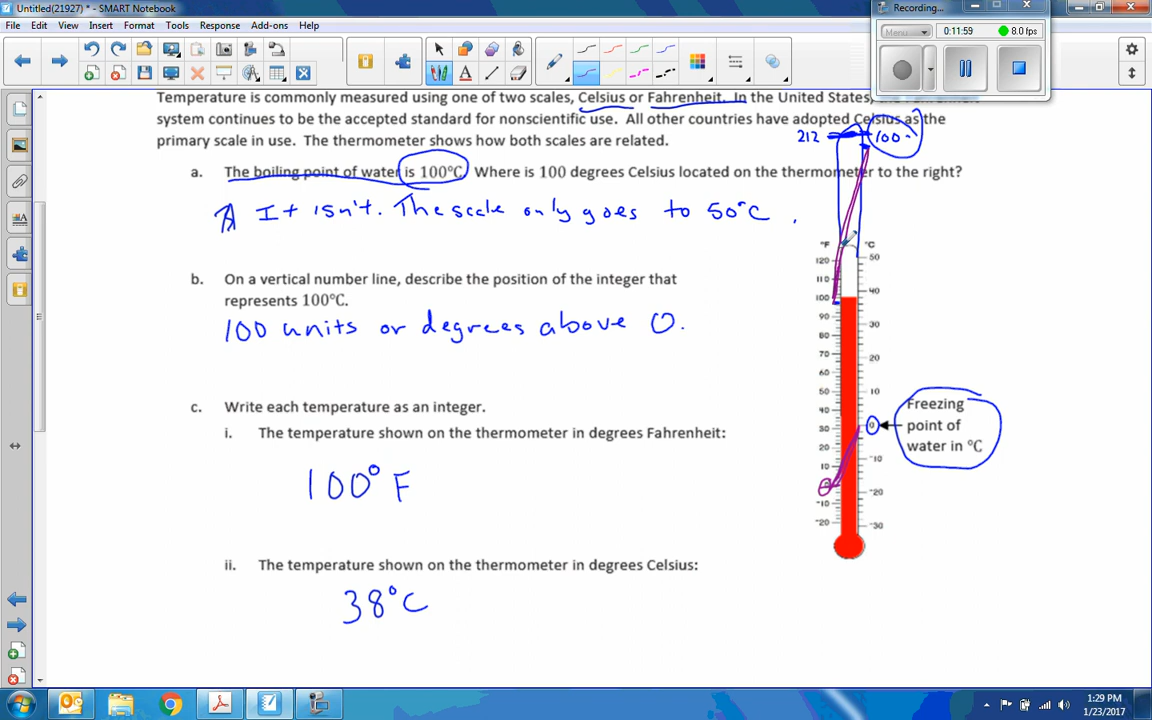 Untitled(21927) * - SMART Notebook
Recording...
File Edit View Insert Format Tools Response Add-ons Help
Menu
0:11:59
8.0 fps
Temperature is commonly measured using one of two scales, Celsius or Fahrenheit. In the United States, the
system continues to be the accepted standard for nonscientific use. All other countries have adopted Celsius as the
primary scale in use. The thermometer shows how both scales are related.
212 100
a. The boiling point of water is 100°C. Where is 100 degrees Celsius located on the thermometer to the right?
It isn't. The scale only goes to 50°C.
b. On a vertical number line, describe the position of the integer that
represents 100°C.
100 units or degrees above 0.
c. Write each temperature as an integer.
i. The temperature shown on the thermometer in degrees Fahrenheit:
100° F
ii. The temperature shown on the thermometer in degrees Celsius:
38°C
°F °C
120 50
110
100 40
90 30
80
70 20
60
50 10
40
30 0
20
10 -10
0 -20
-10
-20 -30
Freezing
point of
water in °C
1:29 PM
1/23/2017